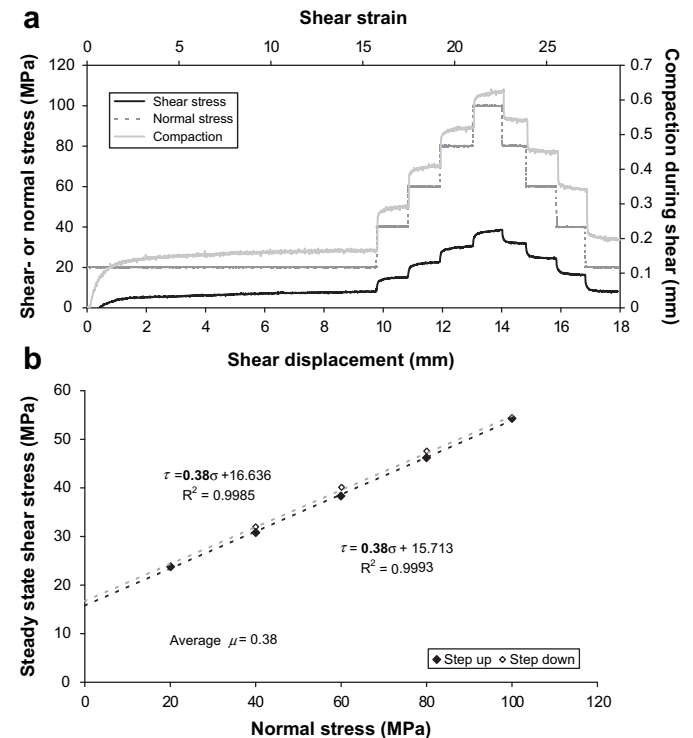 a
Shear strain
0 5 10 15 20 25
Shear- or normal stress (MPa)
120
100
80
60
40
20
0
Shear stress
Normal stress
Compaction
0.7
0.6
0.5
0.4
0.3
0.2
0.1
0
Compaction during shear (mm)
0 2 4 6 8 10 12 14 16 18
Shear displacement (mm)
b
Steady state shear stress (MPa)
60
50
40
30
20
10
0
τ =0.38σ +16.636
R² = 0.9985
τ = 0.38σ + 15.713
R² = 0.9993
Average μ = 0.38
Step up Step down
0 20 40 60 80 100 120
Normal stress (MPa)